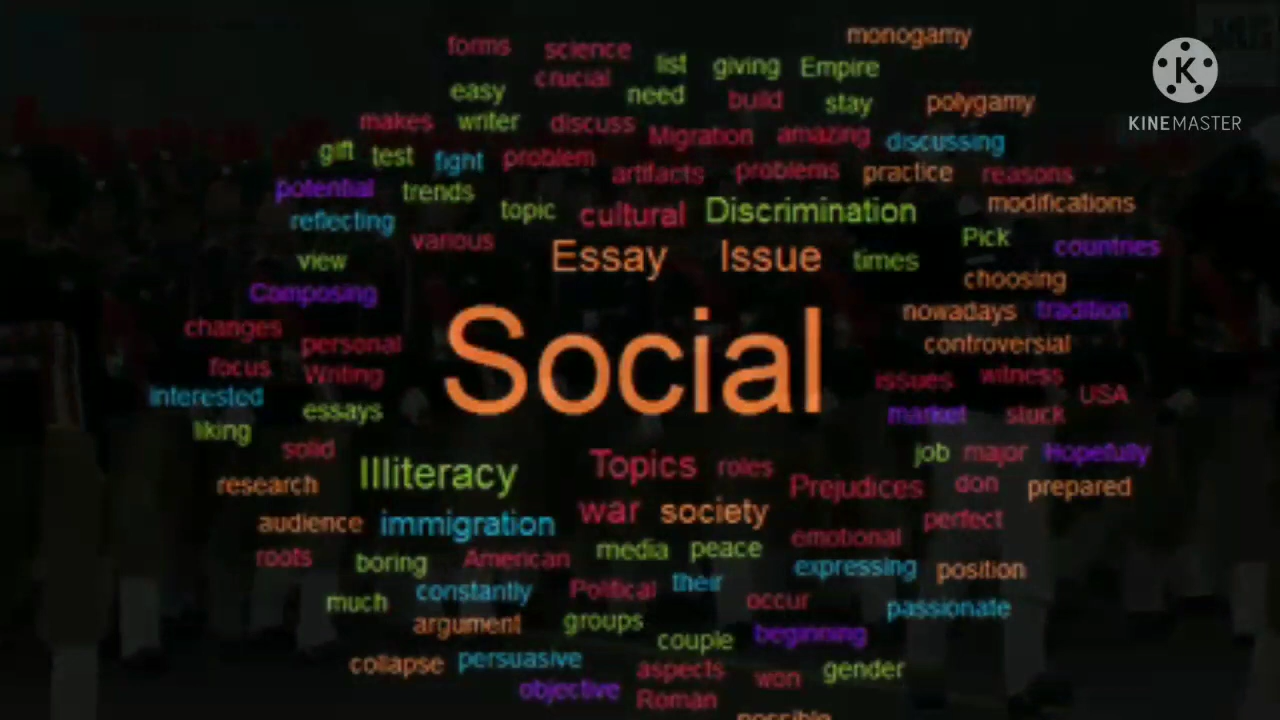 monogamy
forms science list giving Empire
crucial
easy need build stay polygamy
makes writer discuss Migration amazing discussing
gift test fight problem artifacts problems practice reasons
potential trends topic cultural Discrimination modifications
reflecting various Essay Issue times Pick countries
view choosing
Composing nowadays tradition
changes personal Social controversial
focus Writing issues witness USA
interested essays market stuck
liking
solid Illiteracy Topics roles job major Hopefully
research Prejudices don prepared
audience immigration war society emotional perfect
roots boring American media peace expressing position
much constantly Political their occur passionate
argument groups couple beginning
collapse persuasive aspects won gender
objective Roman
possible
K
KINEMASTER